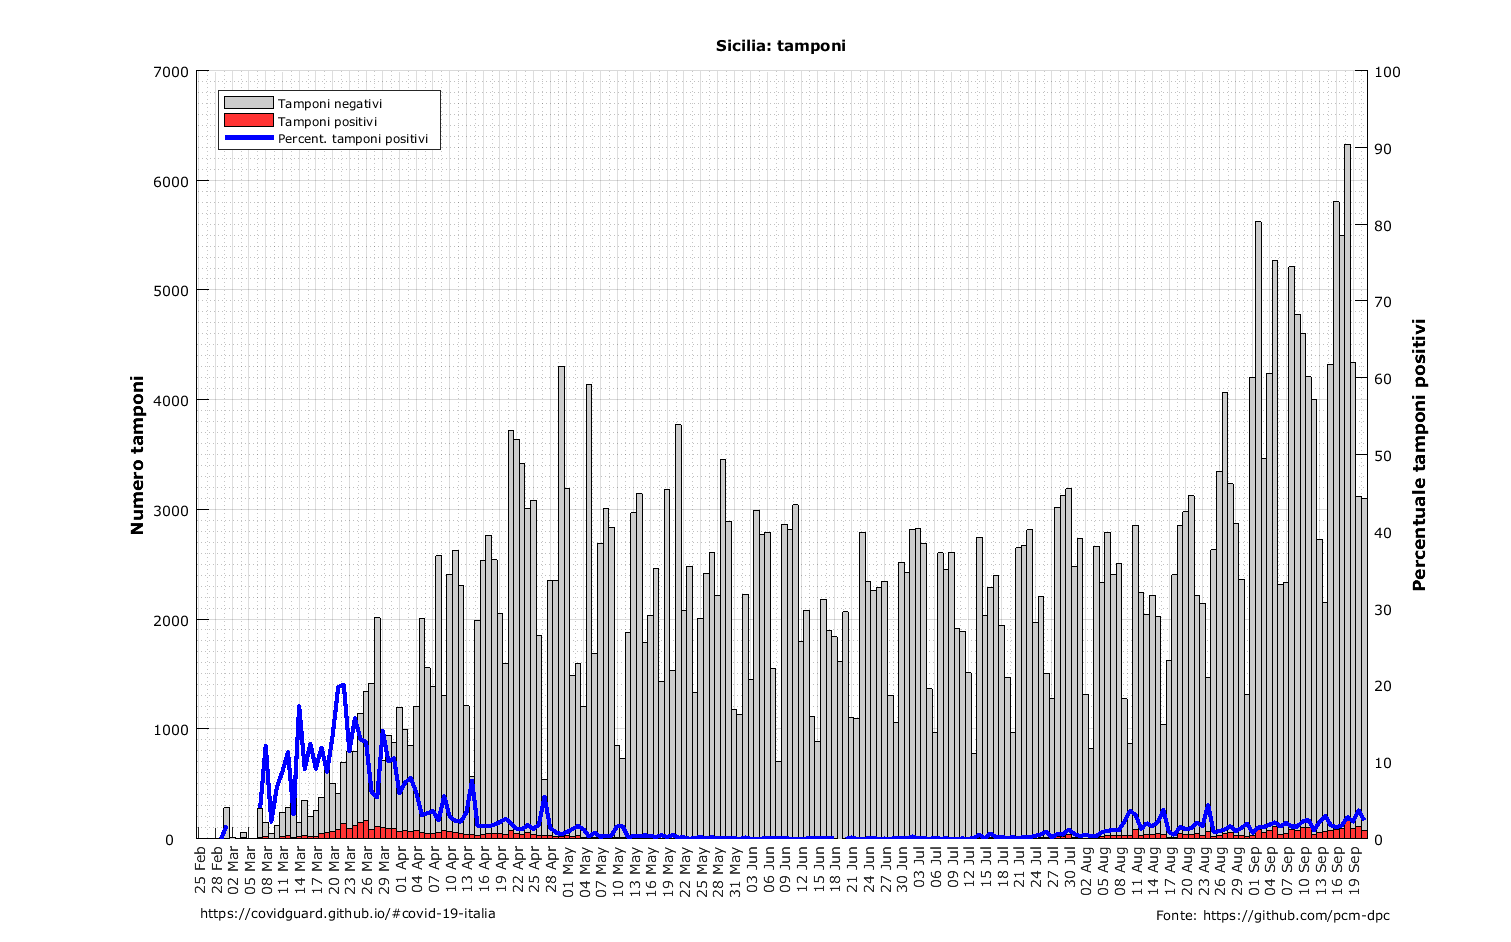 Sicilia: tamponi
Tamponi negativi
Tamponi positivi
Percent. tamponi positivi
Numero tamponi
7000
6000
5000
4000
3000
2000
1000
0
100
90
80
70
60
50
40
30
20
10
0
Percentuale tamponi positivi
25 Feb
28 Feb
02 Mar
05 Mar
08 Mar
11 Mar
14 Mar
17 Mar
20 Mar
23 Mar
26 Mar
29 Mar
01 Apr
04 Apr
07 Apr
10 Apr
13 Apr
16 Apr
19 Apr
22 Apr
25 Apr
28 Apr
01 May
04 May
07 May
10 May
13 May
16 May
19 May
22 May
25 May
28 May
31 May
03 Jun
06 Jun
09 Jun
12 Jun
15 Jun
18 Jun
21 Jun
24 Jun
27 Jun
30 Jun
03 Jul
06 Jul
09 Jul
12 Jul
15 Jul
18 Jul
21 Jul
24 Jul
27 Jul
30 Jul
02 Aug
05 Aug
08 Aug
11 Aug
14 Aug
17 Aug
20 Aug
23 Aug
26 Aug
29 Aug
01 Sep
04 Sep
07 Sep
10 Sep
13 Sep
16 Sep
19 Sep
https://covidguard.github.io/#covid-19-italia
Fonte: https://github.com/pcm-dpc